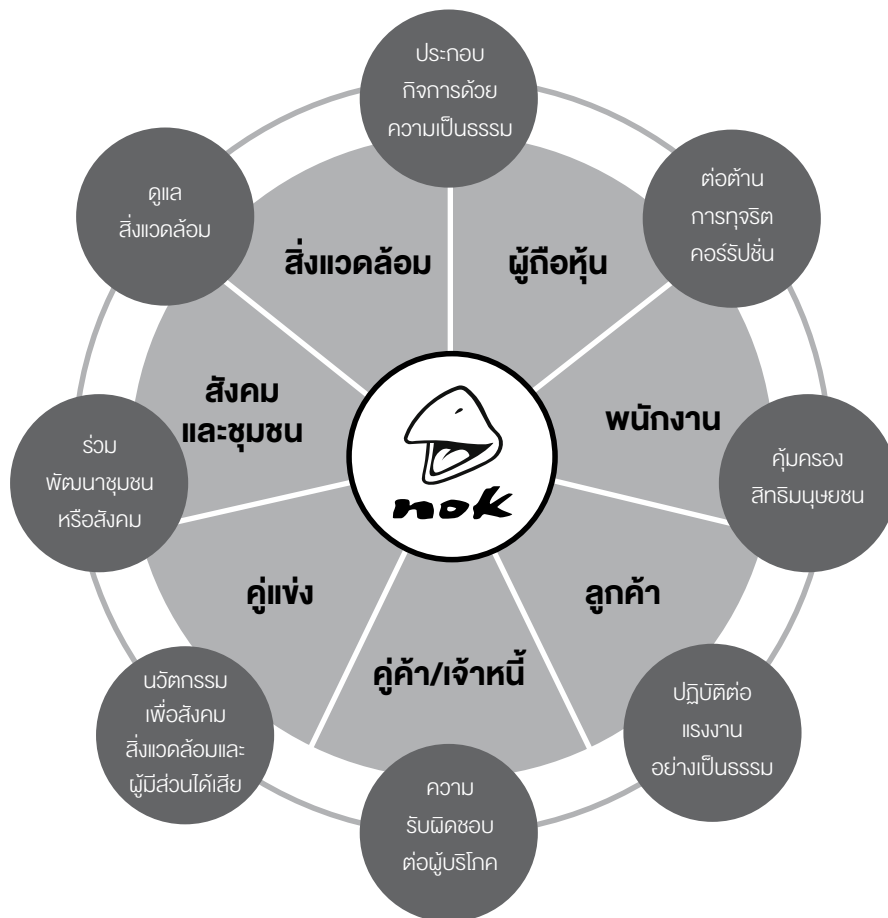 ประกอบ
กิจการด้วย
ความเป็นธรรม
ต่อต้าน
การทุจริต
คอร์รัปชั่น
คุ้มครอง
สิทธิมนุษยชน
ปฏิบัติต่อ
แรงงาน
อย่างเป็นธรรม
ความ
รับผิดชอบ
ต่อผู้บริโภค
นวัตกรรม
เพื่อสังคม
สิ่งแวดล้อมและ
ผู้มีส่วนได้เสีย
ร่วม
พัฒนาชุมชน
หรือสังคม
ดูแล
สิ่งแวดล้อม
ผู้ถือหุ้น
พนักงาน
ลูกค้า
คู่ค้า/เจ้าหนี้
คู่แข่ง
สังคม
และชุมชน
สิ่งแวดล้อม
nok